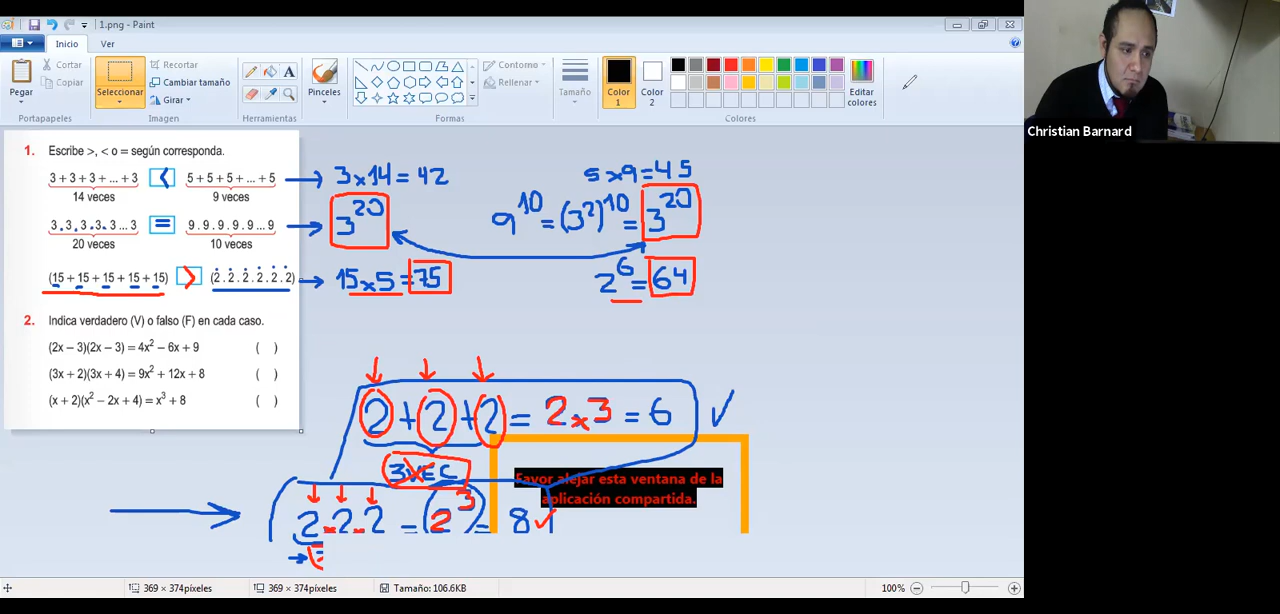 1.png - Paint
Inicio Ver
Pegar
Cortar
Copiar
Portapapeles
Seleccionar
Recortar
Cambiar tamaño
Girar
Imagen
A
Herramientas
Pinceles
Contorno
Rellenar
Formas
Tamaño
Color 1
Color 2
Editar colores
Colores
Christian Barnard
1. Escribe >, < o = según corresponda.
3 + 3 + 3 + ... + 3 < 5 + 5 + 5 + ... + 5 → 3x14=42 5x9=45
14 veces 9 veces
3 . 3 . 3 . 3 . 3 ... 3 = 9 . 9 . 9 . 9 . 9 ... 9 → 3²⁰ 9¹⁰=(3²)¹⁰=3²⁰
20 veces 10 veces
(15 + 15 + 15 + 15 + 15) > (2 . 2 . 2 . 2 . 2 . 2) → 15x5=75 2⁶=64
2. Indica verdadero (V) o falso (F) en cada caso.
(2x – 3)(2x – 3) = 4x² – 6x + 9 ( )
(3x + 2)(3x + 4) = 9x² + 12x + 8 ( )
(x + 2)(x² – 2x + 4) = x³ + 8 ( )
2+2+2=2x3=6 ✓
3VEC
Favor alejar esta ventana de la
aplicación compartida.
2.2.2=2³=8✓
369 × 374píxeles 369 × 374píxeles Tamaño: 106.6KB 100%